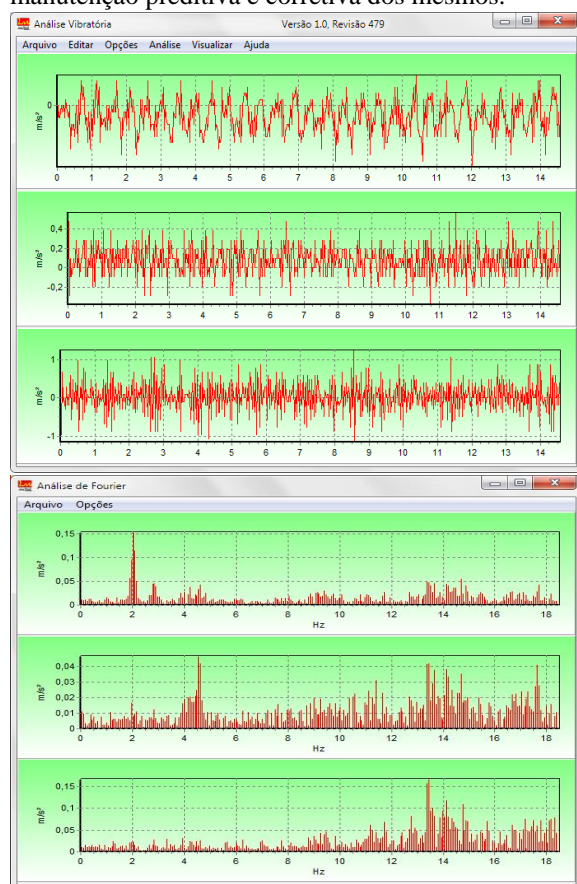 manutenção preditiva e corretiva dos mesmos.
Análise Vibratória Versão 1.0, Revisão 479
Arquivo Editar Opções Análise Visualizar Ajuda
0
m/s²
0 1 2 3 4 5 6 7 8 9 10 11 12 13 14
0,4
0,2
0
-0,2
m/s²
0 1 2 3 4 5 6 7 8 9 10 11 12 13 14
1
0
-1
m/s²
0 1 2 3 4 5 6 7 8 9 10 11 12 13 14
Análise de Fourier
Arquivo Opções
0,15
0,1
0,05
0
m/s²
0 2 4 6 8 10 12 14 16 18
Hz
0,04
0,03
0,02
0,01
0
m/s²
0 2 4 6 8 10 12 14 16 18
Hz
0,15
0,1
0,05
0
m/s²
0 2 4 6 8 10 12 14 16 18
Hz